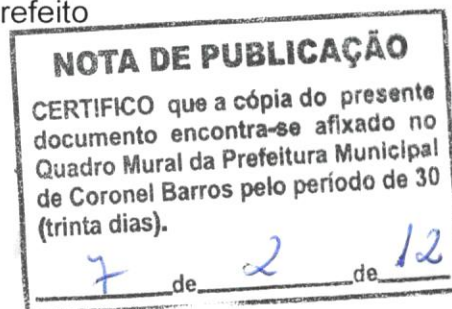 refeito
NOTA DE PUBLICAÇÃO
CERTIFICO que a cópia do presente
documento encontra-se afixado no
Quadro Mural da Prefeitura Municipal
de Coronel Barros pelo período de 30
(trinta dias).
7 de 2 de 12